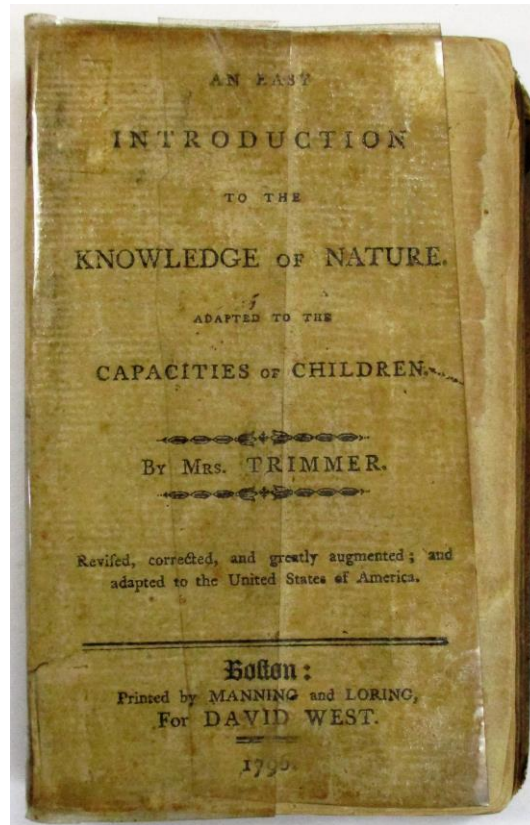 AN EASY
INTRODUCTION
TO THE
KNOWLEDGE OF NATURE.
ADAPTED TO THE
CAPACITIES OF CHILDREN.
BY MRS. TRIMMER.
Reviſed, corrected, and greatly augmented; and
adapted to the United States of America.
Boſton:
Printed by MANNING and LORING,
For DAVID WEST.
1796.